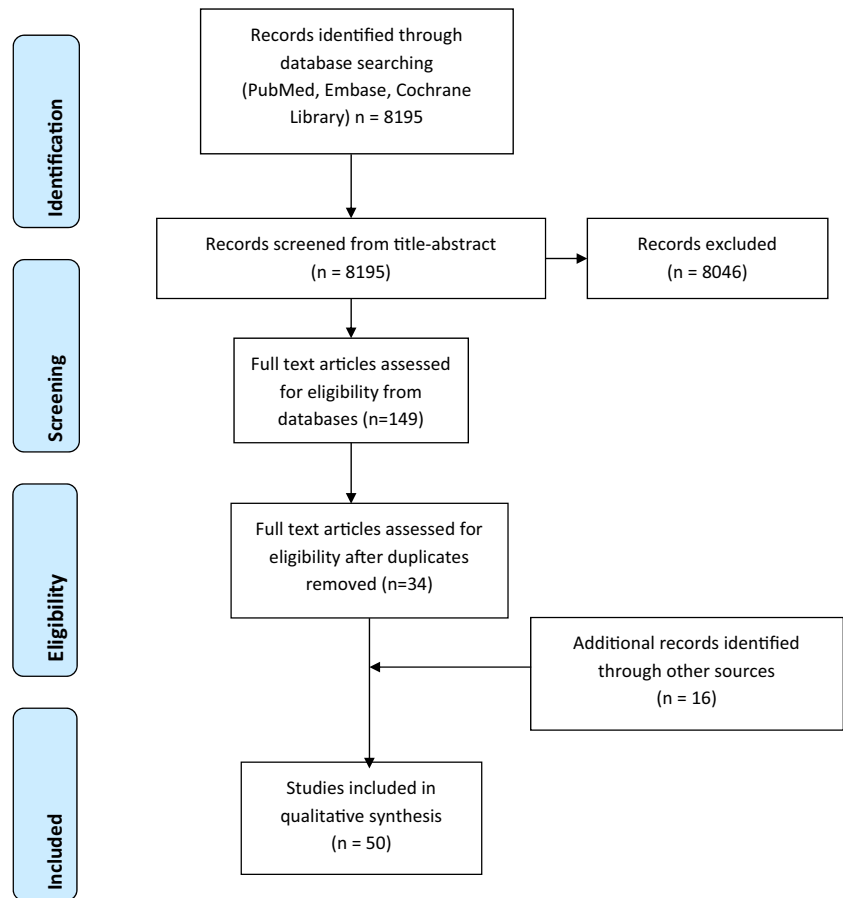 Identification
Records identified through
database searching
(PubMed, Embase, Cochrane
Library) n = 8195
Records screened from title-abstract
(n = 8195)
Records excluded
(n = 8046)
Screening
Full text articles assessed
for eligibility from
databases (n=149)
Eligibility
Full text articles assessed for
eligibility after duplicates
removed (n=34)
Additional records identified
through other sources
(n = 16)
Included
Studies included in
qualitative synthesis
(n = 50)